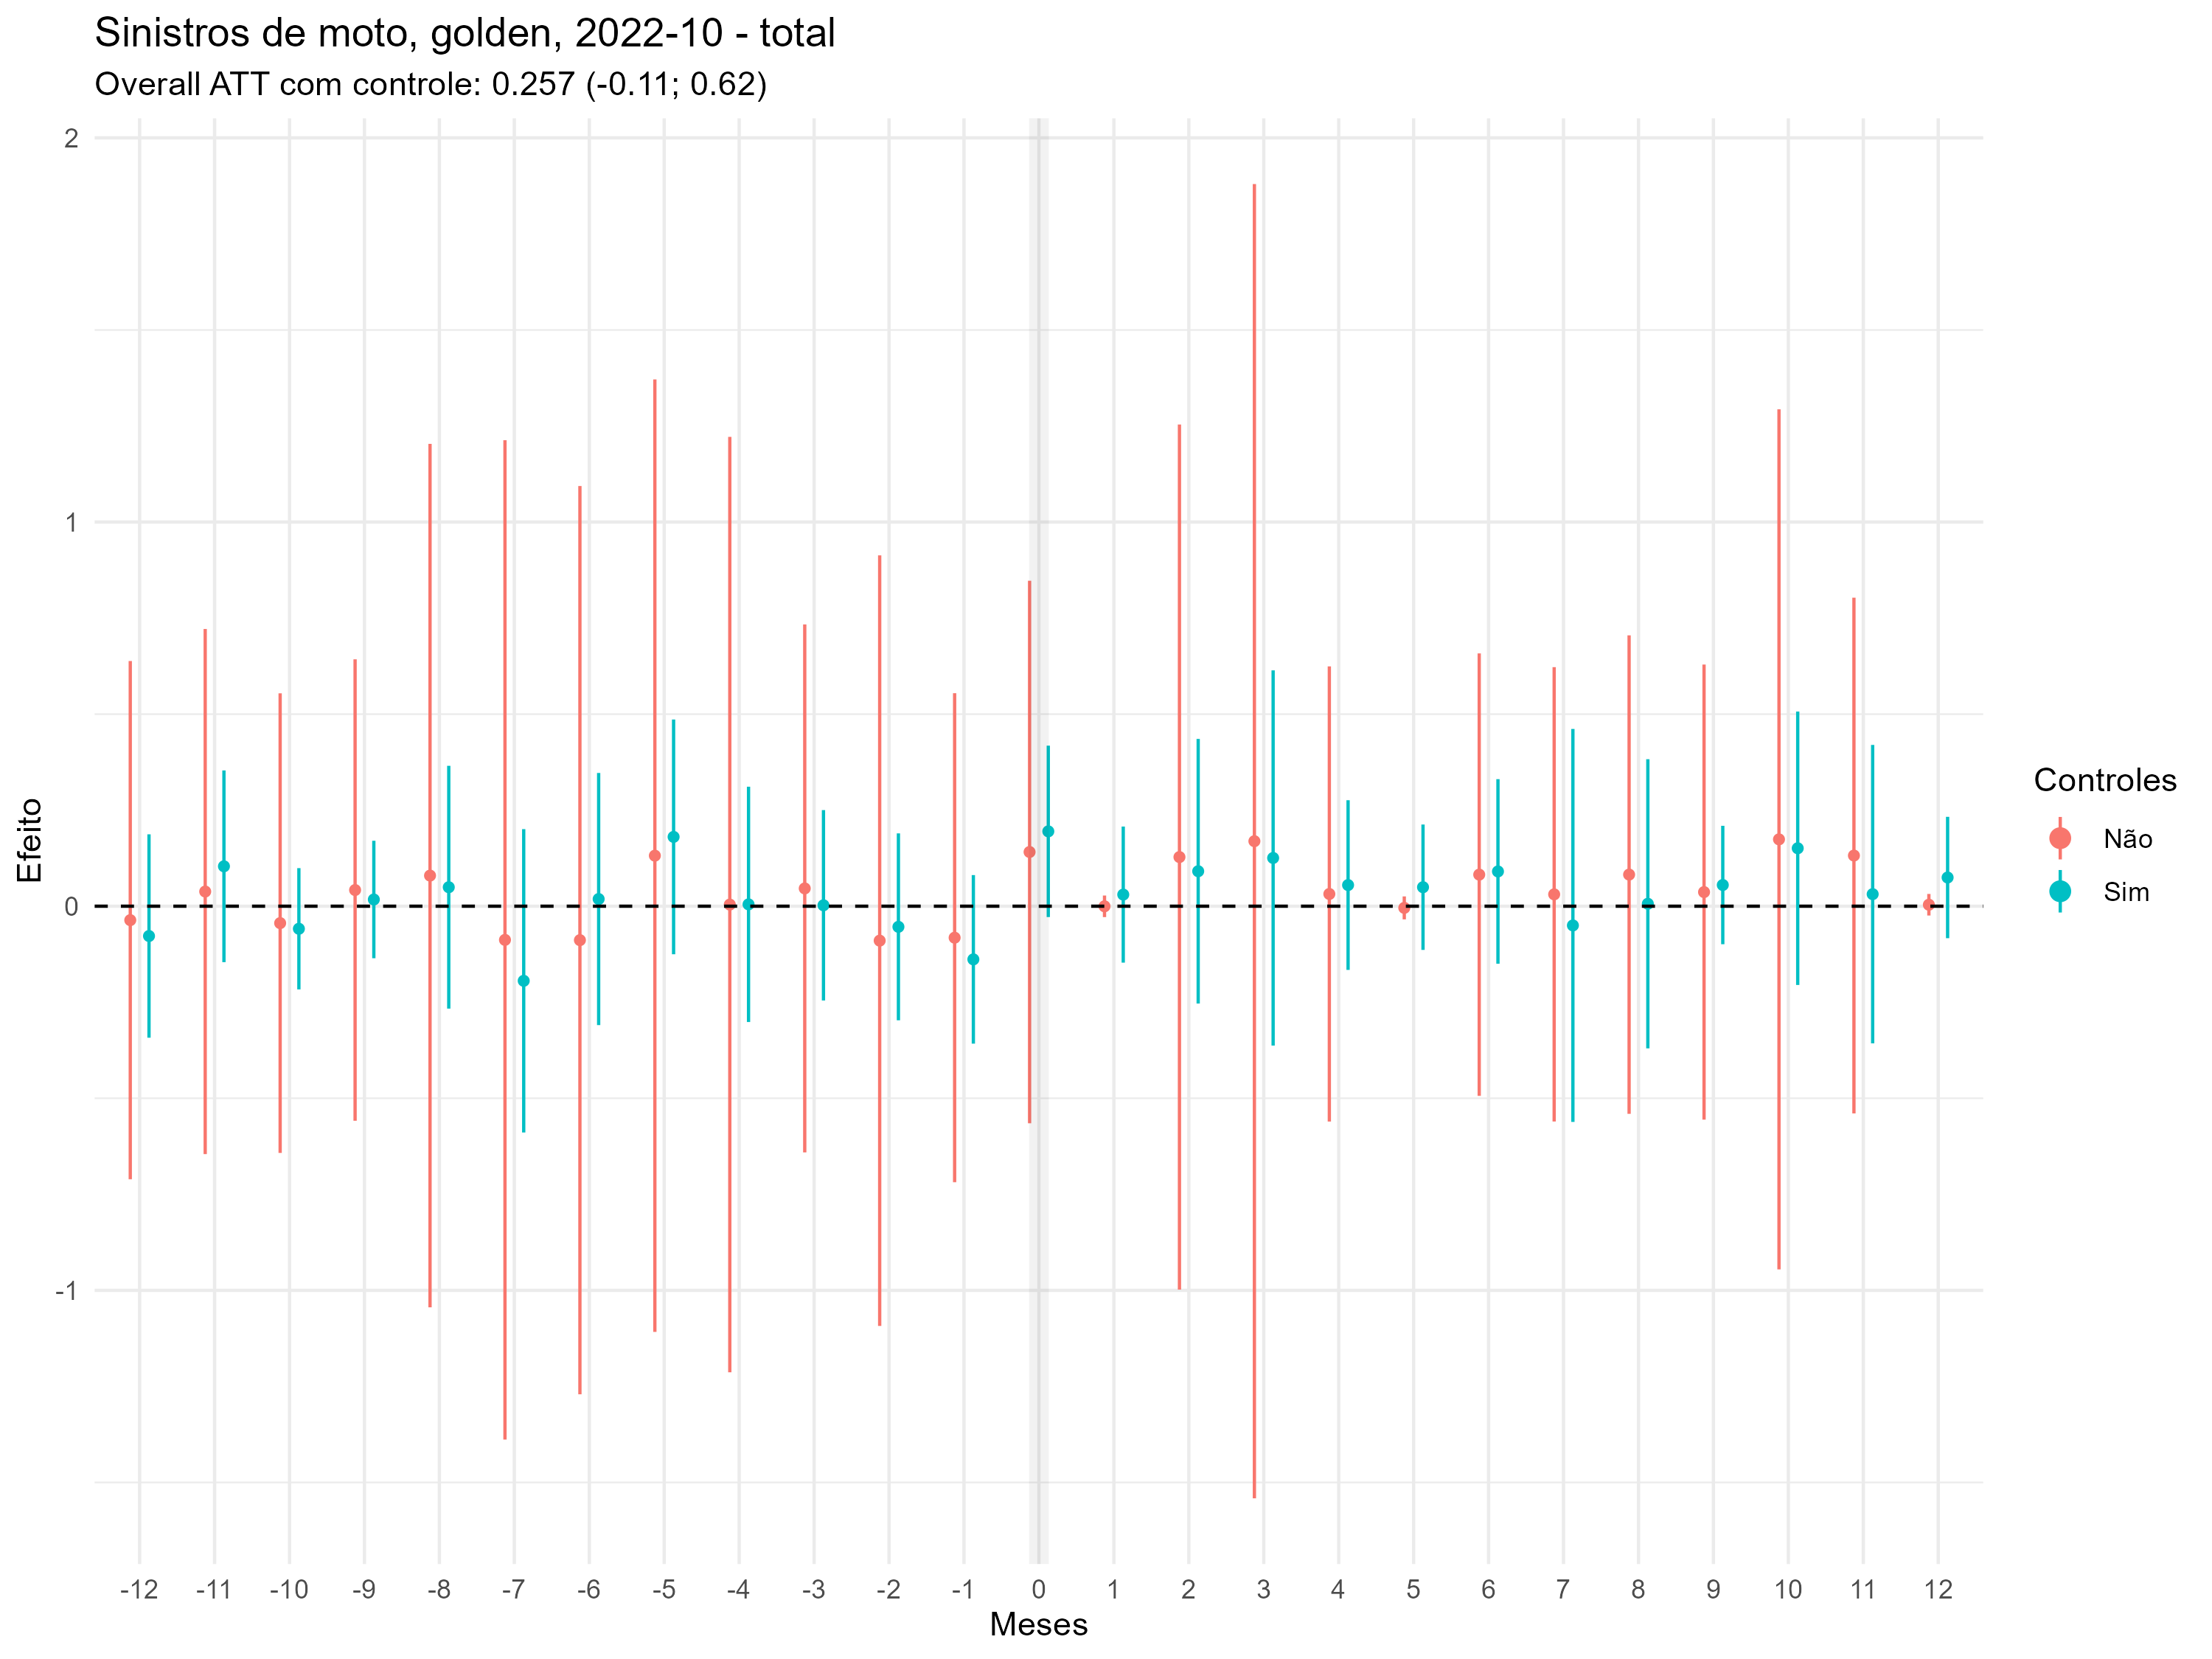 Sinistros de moto, golden, 2022-10 - total
Overall ATT com controle: 0.257 (-0.11; 0.62)
2
1
0
-1
Efeito
-12 -11 -10 -9 -8 -7 -6 -5 -4 -3 -2 -1 0 1 2 3 4 5 6 7 8 9 10 11 12
Meses
Controles
Não
Sim